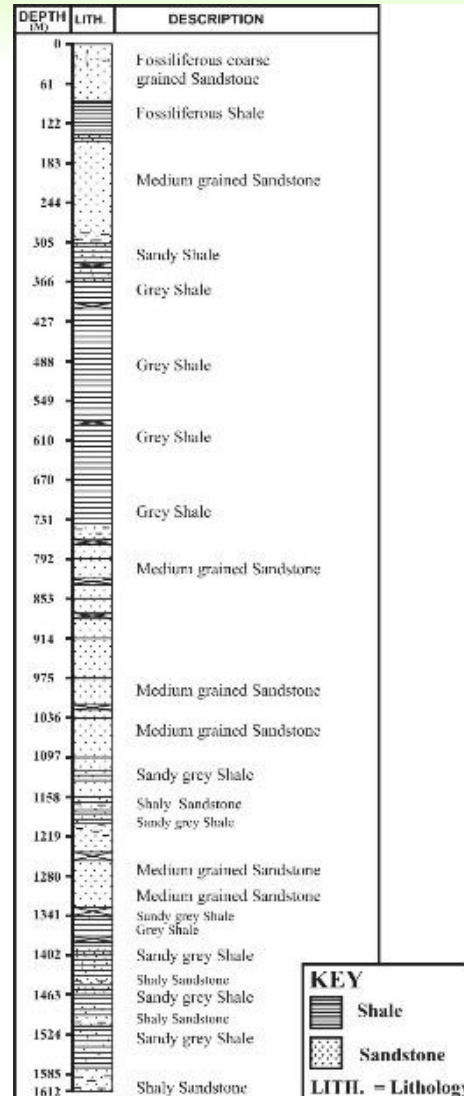 DEPTH LITH. DESCRIPTION
(M)
0
Fossiliferous coarse
grained Sandstone
61
Fossiliferous Shale
122
183
Medium grained Sandstone
244
305
Sandy Shale
366
Grey Shale
427
488
Grey Shale
549
610
Grey Shale
670
Grey Shale
731
792
Medium grained Sandstone
853
914
975
Medium grained Sandstone
1036
Medium grained Sandstone
1097
Sandy grey Shale
1158
Shaly Sandstone
Sandy grey Shale
1219
Medium grained Sandstone
1280
Medium grained Sandstone
1341
Sandy grey Shale
Grey Shale
1402
Sandy grey Shale
Shaly Sandstone
1463
Sandy grey Shale
Shaly Sandstone
1524
Sandy grey Shale
1585
Shaly Sandstone
1612
KEY
Shale
Sandstone
LITH. = Lithology